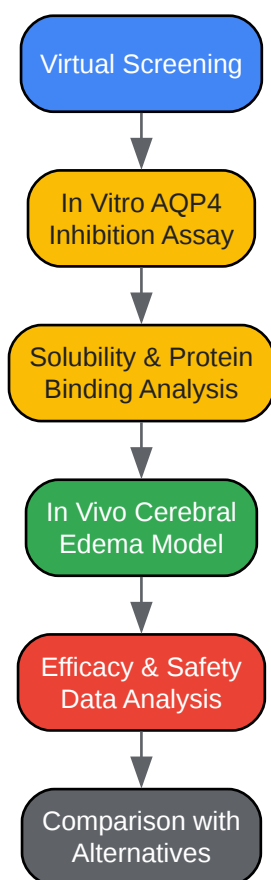 Virtual Screening
In Vitro AQP4
Inhibition Assay
Solubility & Protein
Binding Analysis
In Vivo Cerebral
Edema Model
Efficacy & Safety
Data Analysis
Comparison with
Alternatives